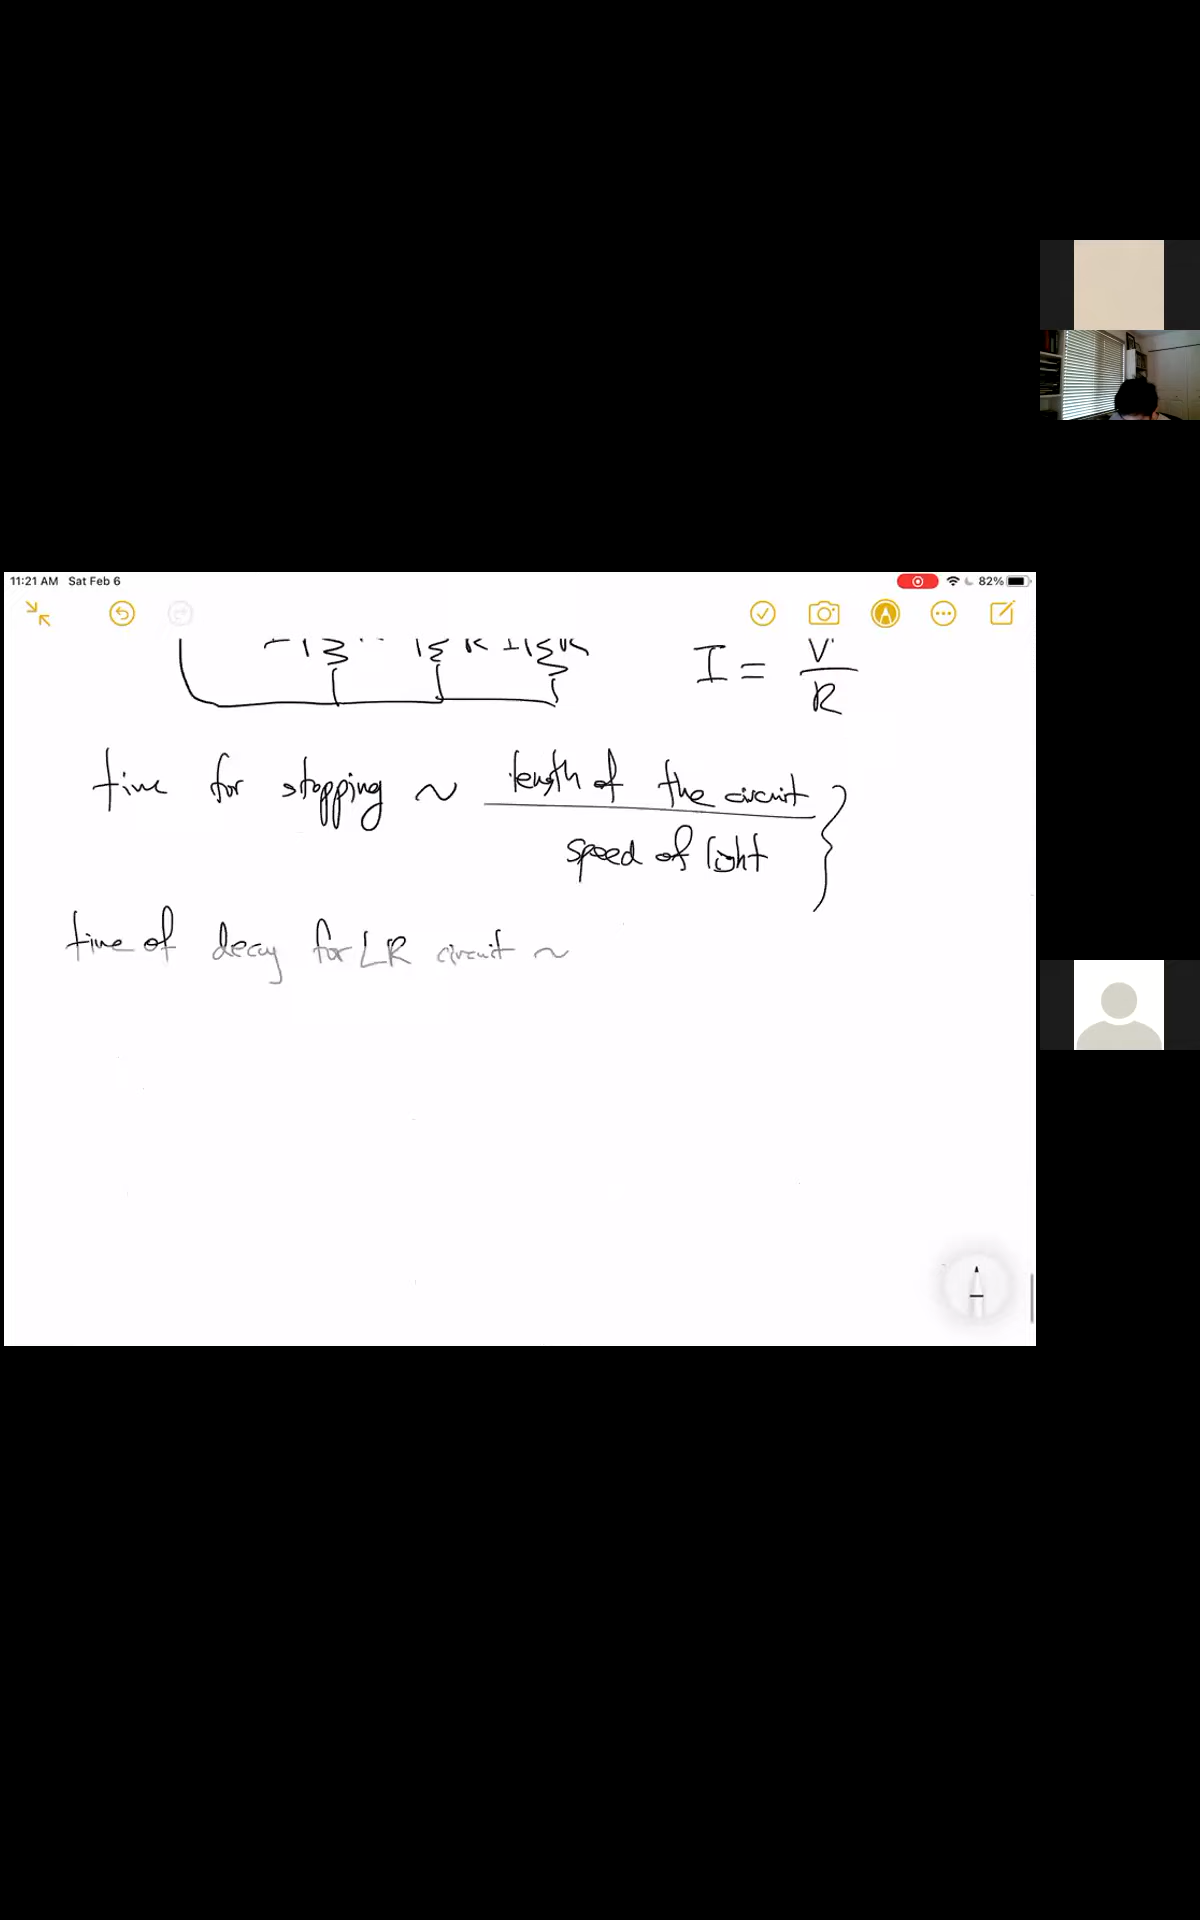 11:21 AM Sat Feb 6
82%
R R
I = V/R
time for stopping ~ length of the circuit
speed of light
time of decay for LR circuit ~